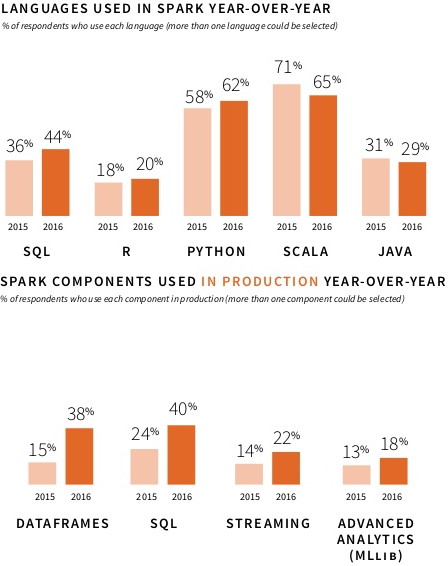 LANGUAGES USED IN SPARK YEAR-OVER-YEAR
% of respondents who use each language (more than one language could be selected)
36% 44% 18% 20% 58% 62% 71% 65% 31% 29%
2015 2016 2015 2016 2015 2016 2015 2016 2015 2016
SQL R PYTHON SCALA JAVA
SPARK COMPONENTS USED IN PRODUCTION YEAR-OVER-YEAR
% of respondents who use each component in production (more than one component could be selected)
15% 38% 24% 40% 14% 22% 13% 18%
2015 2016 2015 2016 2015 2016 2015 2016
DATAFRAMES SQL STREAMING ADVANCED
ANALYTICS
(MLLIB)